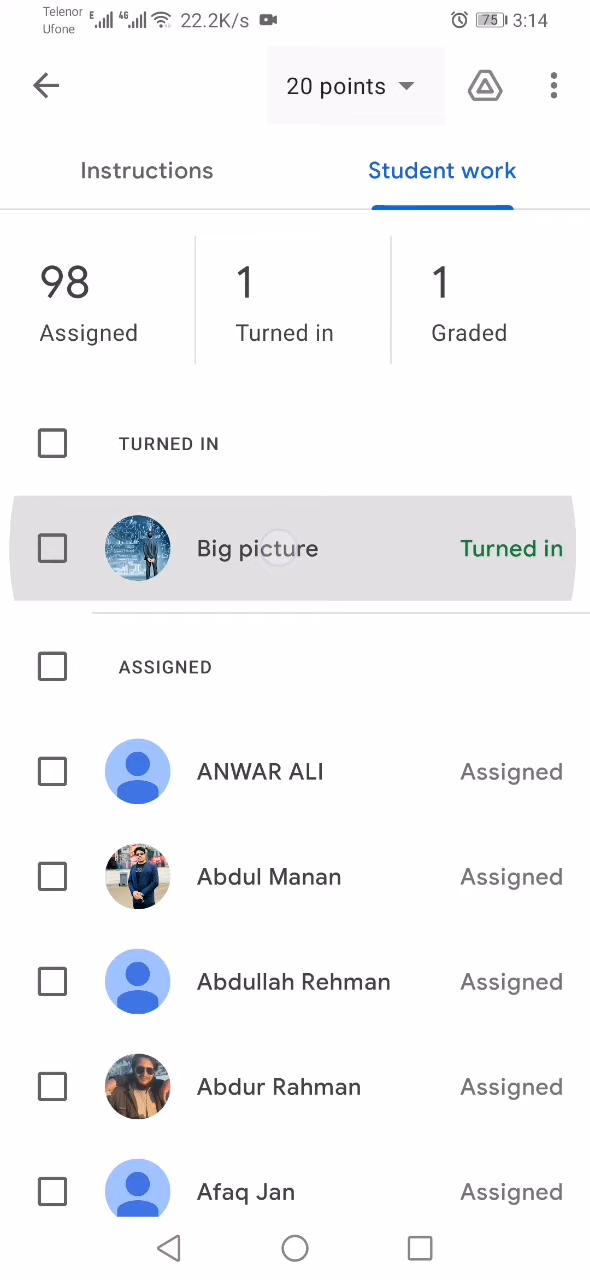 Telenor
Ufone
E 4G 22.2K/s 75 3:14
20 points
Instructions Student work
98 1 1
Assigned Turned in Graded
TURNED IN
Big picture Turned in
ASSIGNED
ANWAR ALI Assigned
Abdul Manan Assigned
Abdullah Rehman Assigned
Abdur Rahman Assigned
Afaq Jan Assigned